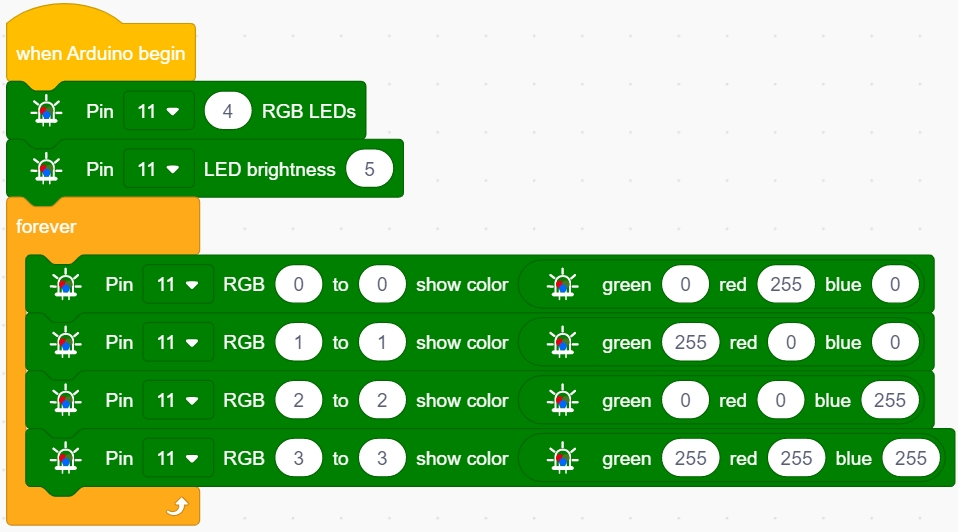 when Arduino begin
Pin 11 4 RGB LEDs
Pin 11 LED brightness 5
forever
Pin 11 RGB 0 to 0 show color green 0 red 255 blue 0
Pin 11 RGB 1 to 1 show color green 255 red 0 blue 0
Pin 11 RGB 2 to 2 show color green 0 red 0 blue 255
Pin 11 RGB 3 to 3 show color green 255 red 255 blue 255